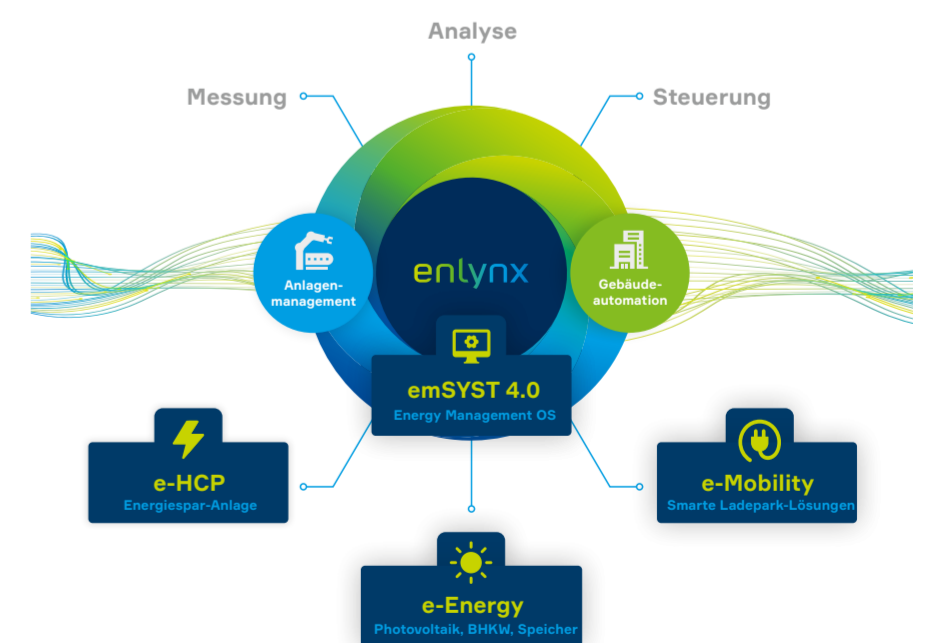 Analyse
Messung
Steuerung
enlynx
Anlagen-
management
Gebäude-
automation
emSYST 4.0
Energy Management OS
e-HCP
Energiespar-Anlage
e-Mobility
Smarte Ladepark-Lösungen
e-Energy
Photovoltaik, BHKW, Speicher